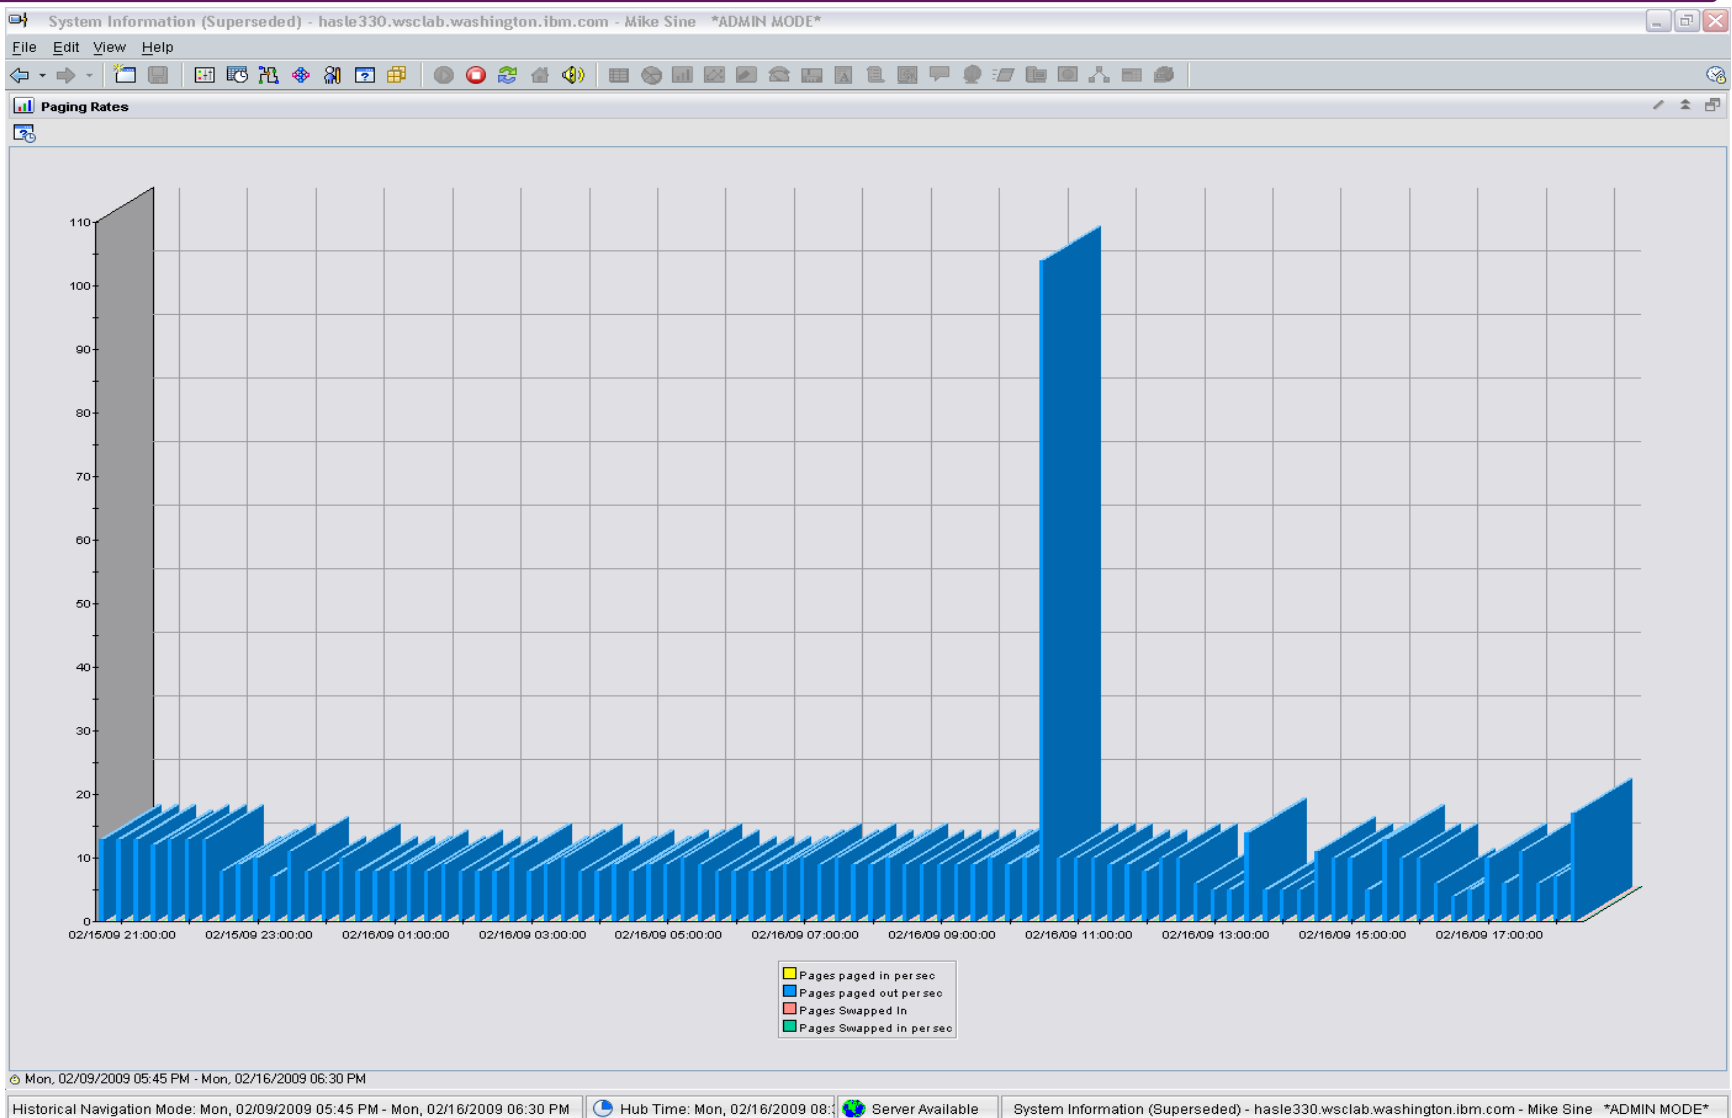 System Information (Superseded) - hasle330.wsclab.washington.ibm.com - Mike Sine *ADMIN MODE*
File Edit View Help
Paging Rates
110
100
90
80
70
60
50
40
30
20
10
0
02/15/09 21:00:00 02/15/09 23:00:00 02/16/09 01:00:00 02/16/09 03:00:00 02/16/09 05:00:00 02/16/09 07:00:00 02/16/09 09:00:00 02/16/09 11:00:00 02/16/09 13:00:00 02/16/09 15:00:00 02/16/09 17:00:00
Pages paged in per sec
Pages paged out per sec
Pages Swapped In
Pages Swapped in per sec
Mon, 02/09/2009 05:45 PM - Mon, 02/16/2009 06:30 PM
Historical Navigation Mode: Mon, 02/09/2009 05:45 PM - Mon, 02/16/2009 06:30 PM Hub Time: Mon, 02/16/2009 08: Server Available System Information (Superseded) - hasle330.wsclab.washington.ibm.com - Mike Sine *ADMIN MODE*